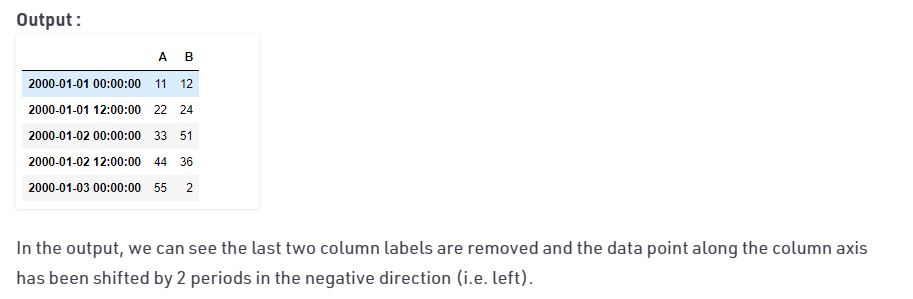 Output :
A B
2000-01-01 00:00:00 11 12
2000-01-01 12:00:00 22 24
2000-01-02 00:00:00 33 51
2000-01-02 12:00:00 44 36
2000-01-03 00:00:00 55 2
In the output, we can see the last two column labels are removed and the data point along the column axis
has been shifted by 2 periods in the negative direction (i.e. left).